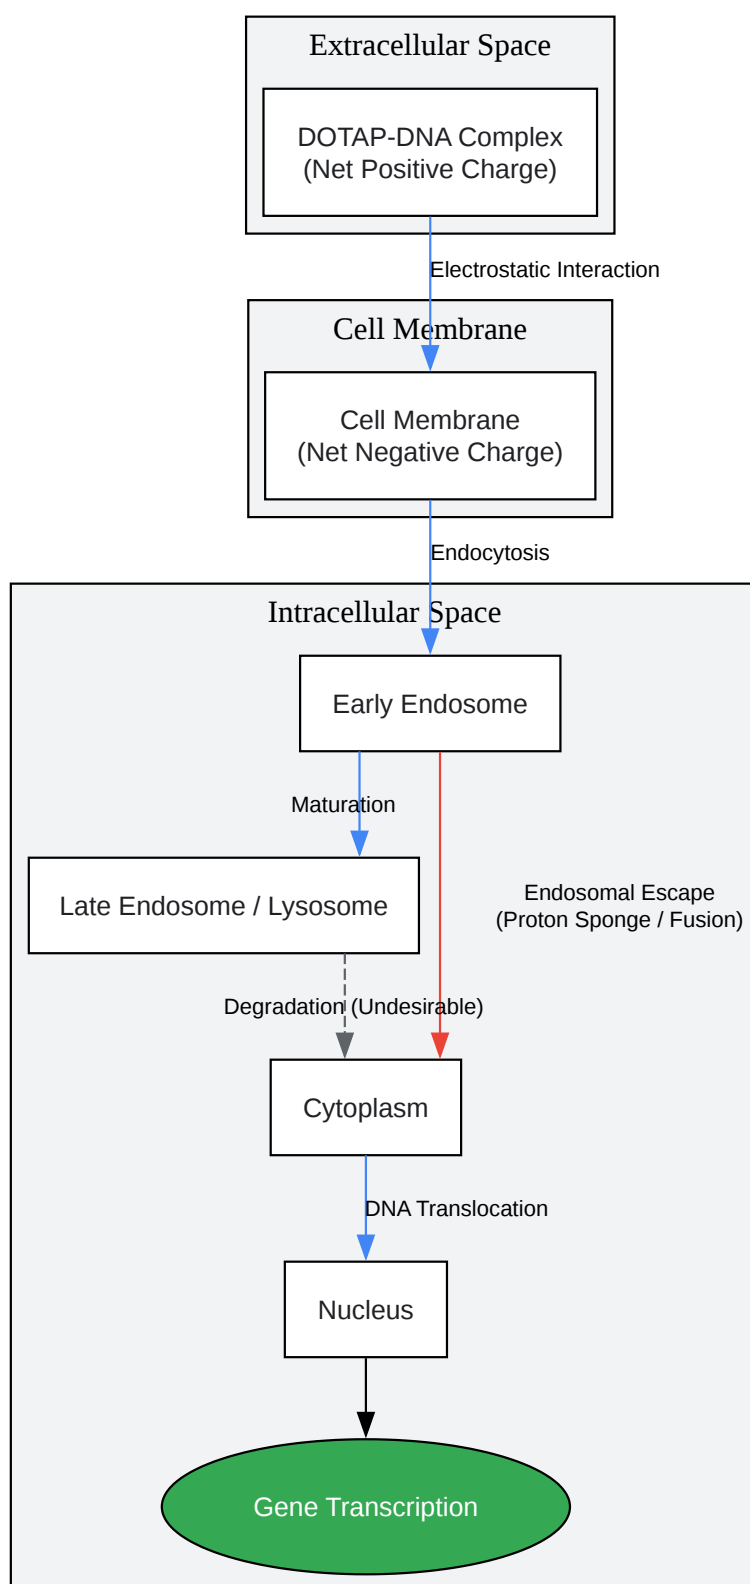 Extracellular Space
DOTAP-DNA Complex
(Net Positive Charge)
Electrostatic Interaction
Cell Membrane
Cell Membrane
(Net Negative Charge)
Endocytosis
Intracellular Space
Early Endosome
Maturation
Late Endosome / Lysosome
Endosomal Escape
(Proton Sponge / Fusion)
Degradation (Undesirable)
Cytoplasm
DNA Translocation
Nucleus
Gene Transcription